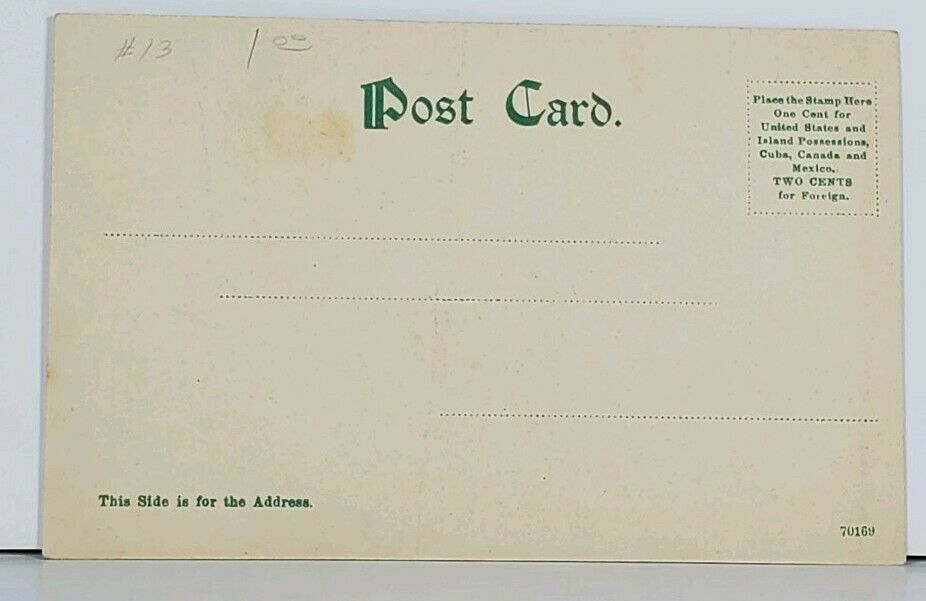 #13 1 00
Post Card.
Place the Stamp Here
One Cent for
United States and
Island Possessions,
Cuba, Canada and
Mexico.
TWO CENTS
for Foreign.
This Side is for the Address.
70169